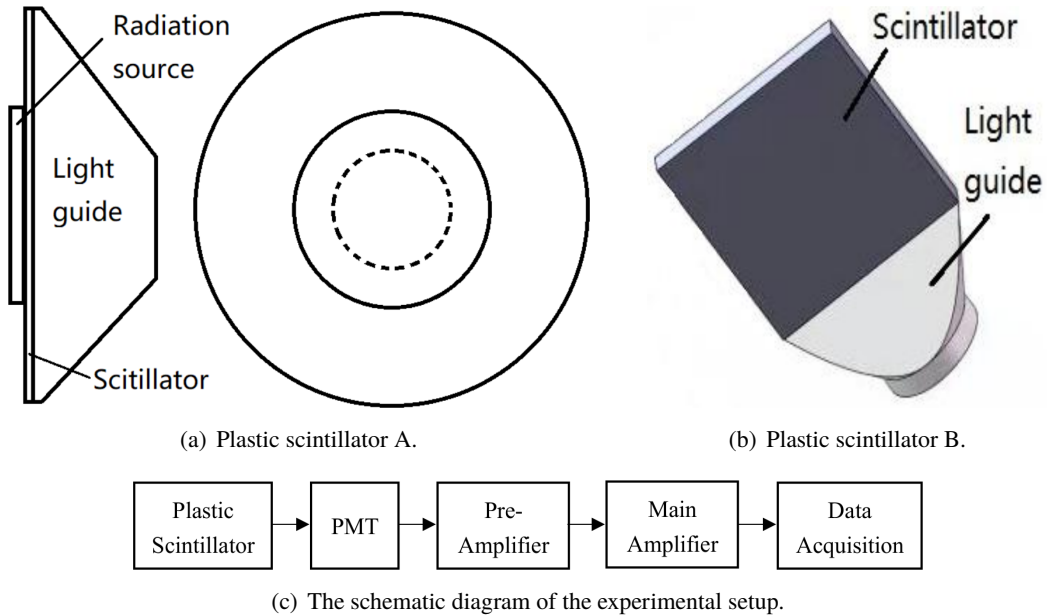 Radiation
source
Light
guide
Scitillator
(a) Plastic scintillator A.
Scintillator
Light
guide
(b) Plastic scintillator B.
Plastic
Scintillator
PMT
Pre-
Amplifier
Main
Amplifier
Data
Acquisition
(c) The schematic diagram of the experimental setup.